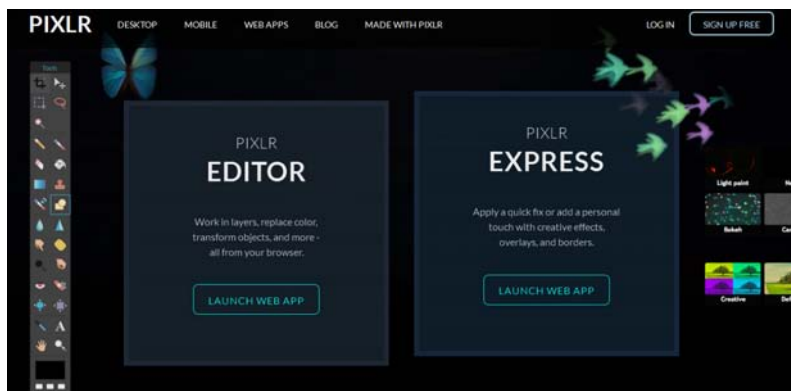 PIXLR DESKTOP MOBILE WEB APPS BLOG MADE WITH PIXLR LOG IN SIGN UP FREE
Tools
PIXLR
EDITOR
Work in layers, replace color,
transform objects, and more -
all from your browser.
LAUNCH WEB APP
PIXLR
EXPRESS
Apply a quick fix or add a personal
touch with creative effects,
overlays, and borders.
LAUNCH WEB APP
Light paint
Bokeh
Creative
A